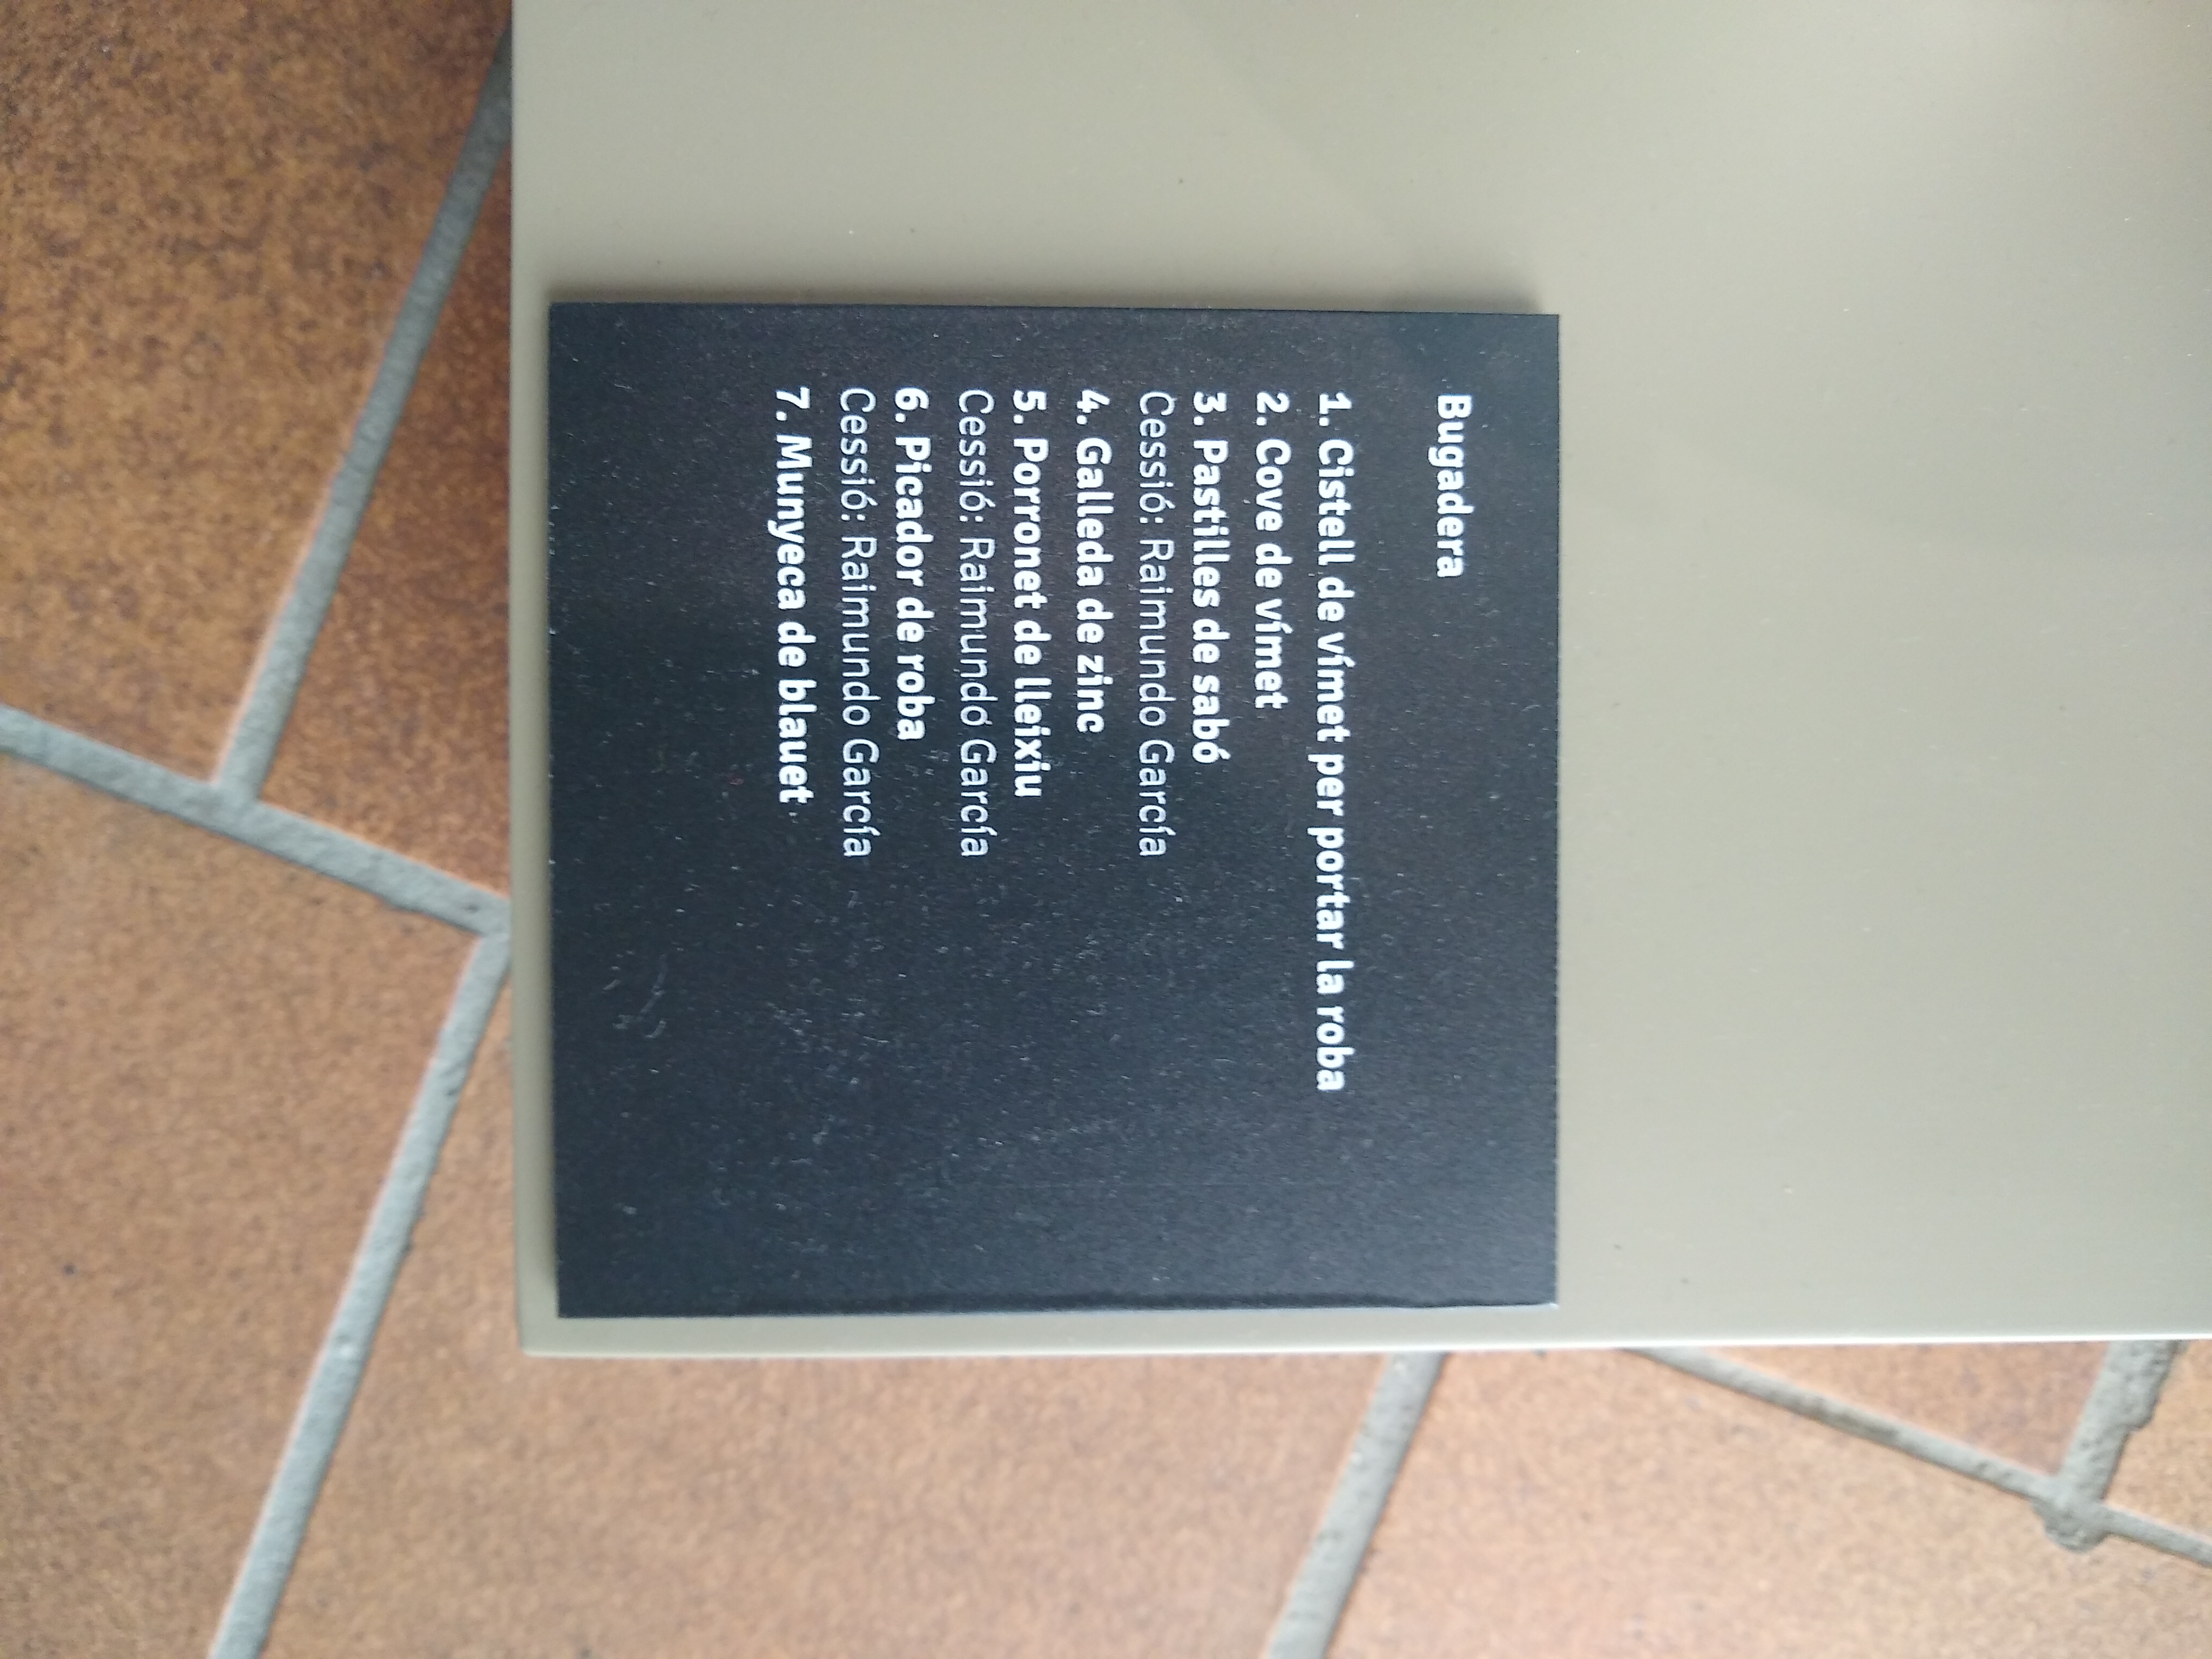 Bugadera
1. Cistell de vímet per portar la roba
2. Cove de vímet
3. Pastilles de sabó
Cessió: Raimundo García
4. Galleda de zinc
5. Porronet de lleixiu
Cessió: Raimundo García
6. Picador de roba
Cessió: Raimundo García
7. Munyeca de blauet